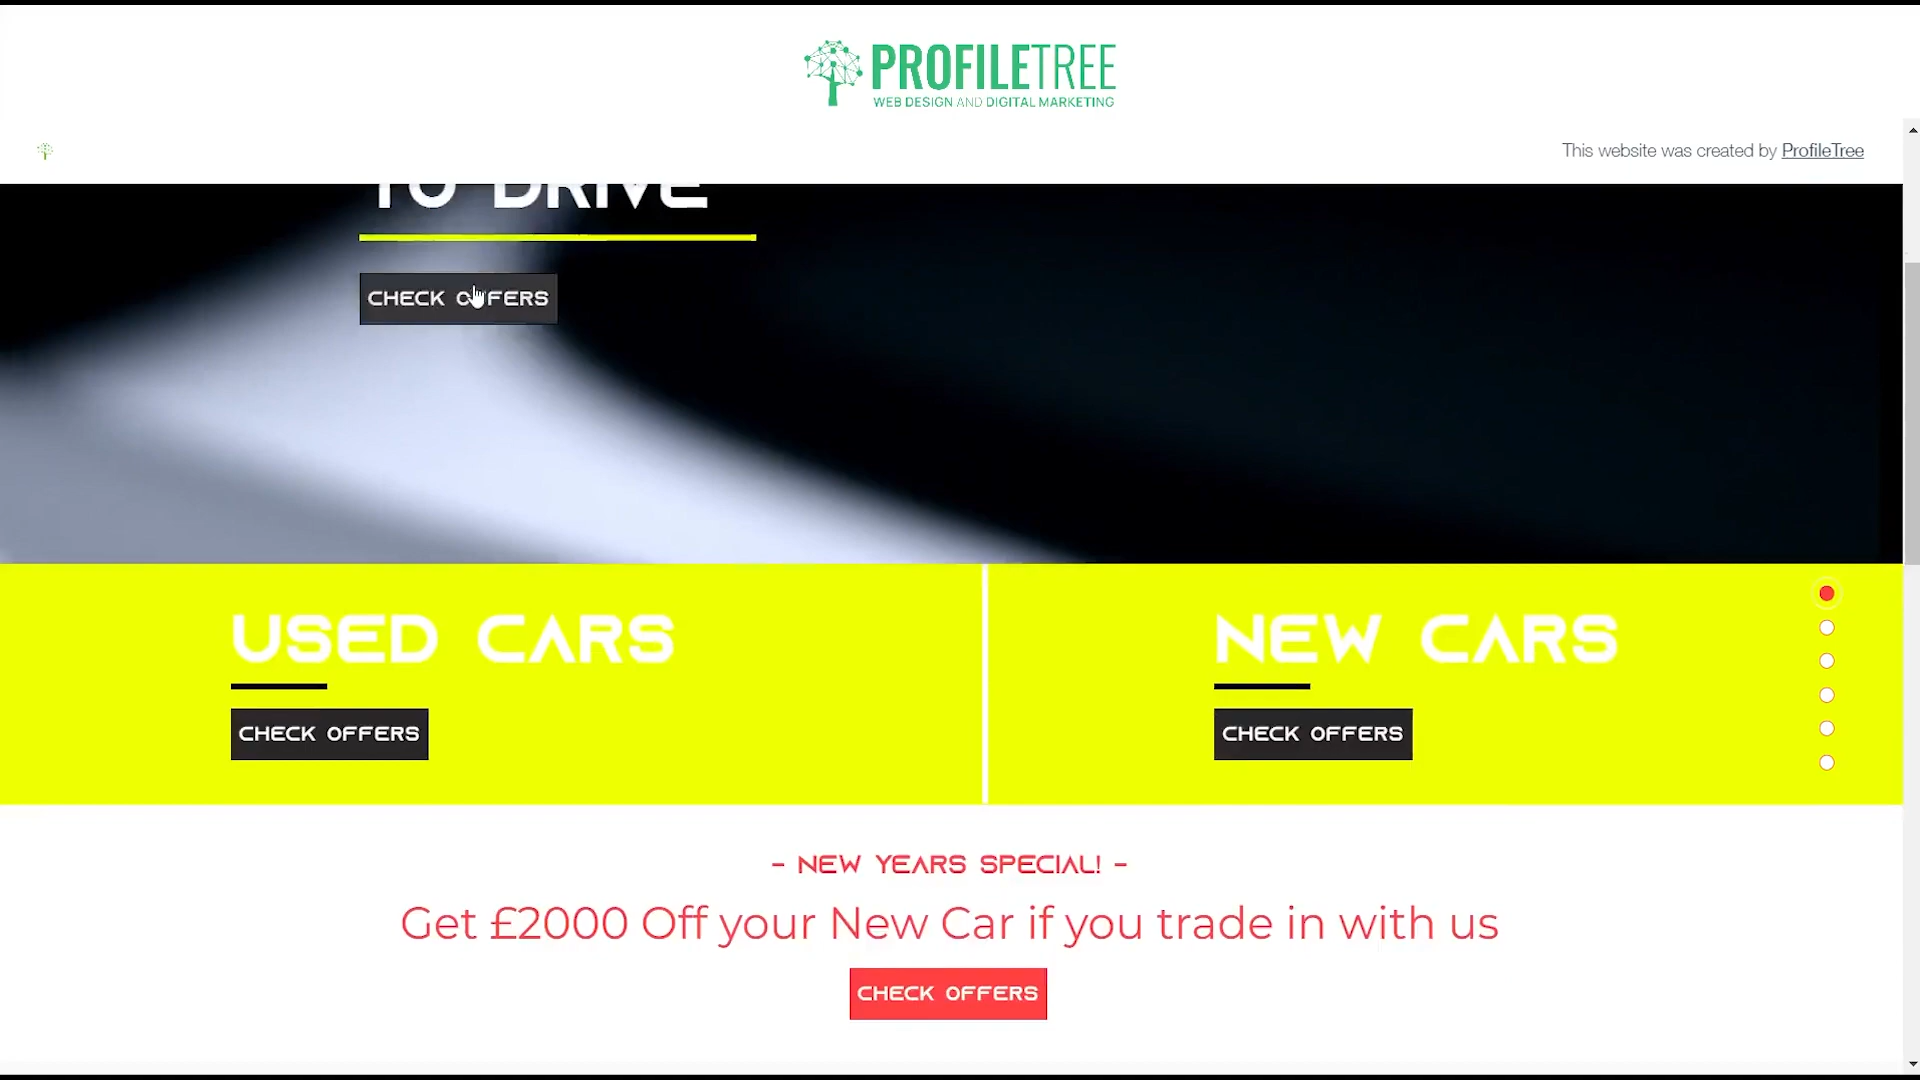 PROFILETREE
WEB DESIGN AND DIGITAL MARKETING
This website was created by ProfileTree
TO DRIVE
CHECK OFFERS
USED CARS
CHECK OFFERS
NEW CARS
CHECK OFFERS
- NEW YEARS SPECIAL! -
Get £2000 Off your New Car if you trade in with us
CHECK OFFERS